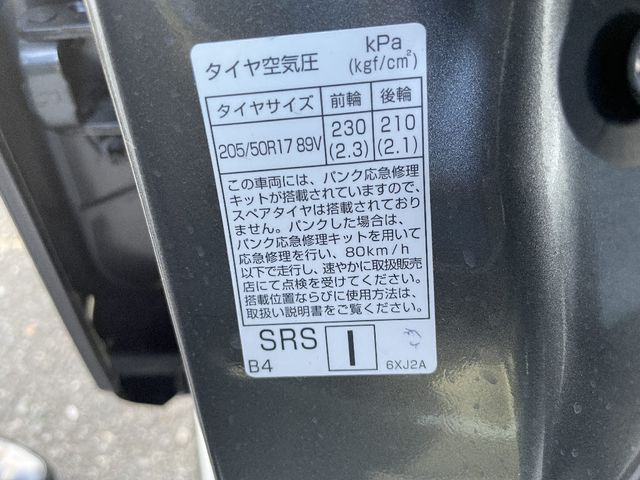 タイヤ空気圧 kPa
(kgf/cm²)
タイヤサイズ 前輪 後輪
205/50R17 89V 230 210
(2.3) (2.1)
この車両には、パンク応急修理
キットが搭載されていますので、
スペアタイヤは搭載されており
ません。パンクした場合は、
パンク応急修理キットを用いて
応急修理を行い、80km/h
以下で走行し、速やかに取扱販売
店にて点検を受けてください。
搭載位置ならびに使用方法は、
取扱い説明書をご覧ください。
SRS I
B4 6XJ2A